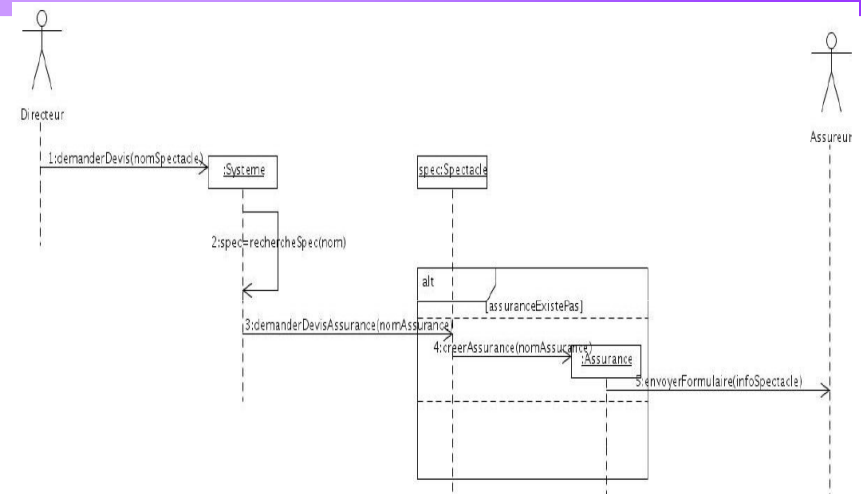 Directeur
Assureur
1:demanderDevis(nomSpectacle)
:Systeme
spec:Spectacle
2:spec=rechercheSpec(nom)
alt
[assuranceExistePas]
3:demanderDevisAssurance(nomAssurance)
4:creerAssurance(nomAssurance)
:Assurance
5:envoyerFormulaire(infoSpectacle)